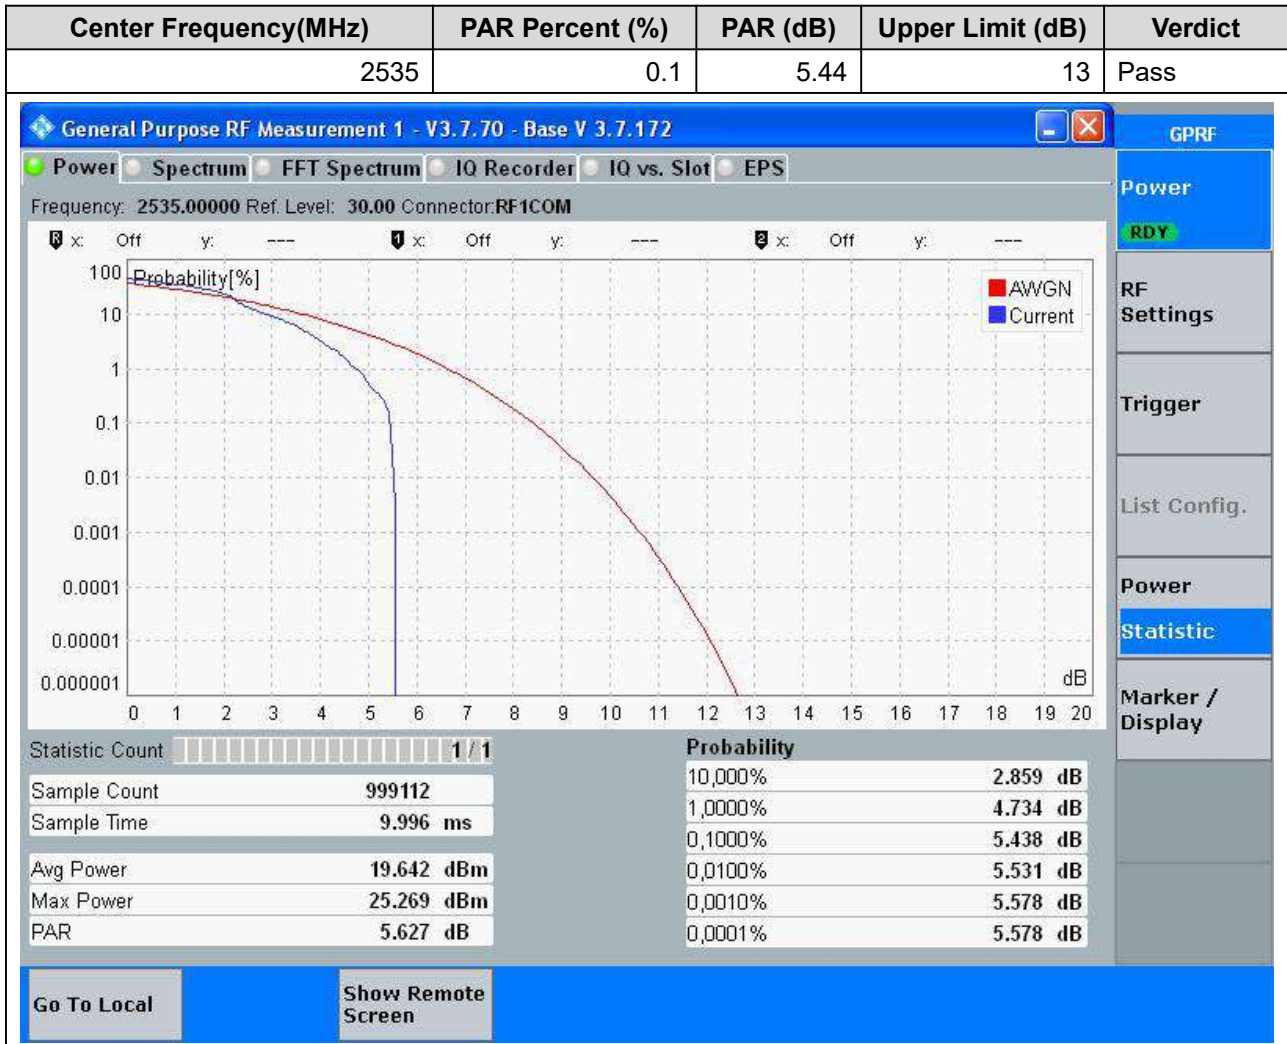 Center Frequency(MHz) PAR Percent (%) PAR (dB) Upper Limit (dB) Verdict
2535 0.1 5.44 13 Pass
General Purpose RF Measurement 1 - V3.7.70 - Base V 3.7.172
GPRF
Power Spectrum FFT Spectrum IQ Recorder IQ vs. Slot EPS
Power
RDY
Frequency: 2535.00000 Ref. Level: 30.00 Connector:RF1COM
R x: Off y: --- 1 x: Off y: --- 2 x: Off y: ---
Probability[%]
AWGN
Current
100
10
1
0.1
0.01
0.001
0.0001
0.00001
0.000001
dB
0 1 2 3 4 5 6 7 8 9 10 11 12 13 14 15 16 17 18 19 20
RF
Settings
Trigger
List Config.
Power
Statistic
Marker /
Display
Statistic Count 1 / 1
Sample Count 999112
Sample Time 9.996 ms
Avg Power 19.642 dBm
Max Power 25.269 dBm
PAR 5.627 dB
Probability
10,000% 2.859 dB
1,0000% 4.734 dB
0,1000% 5.438 dB
0,0100% 5.531 dB
0,0010% 5.578 dB
0,0001% 5.578 dB
Go To Local
Show Remote
Screen